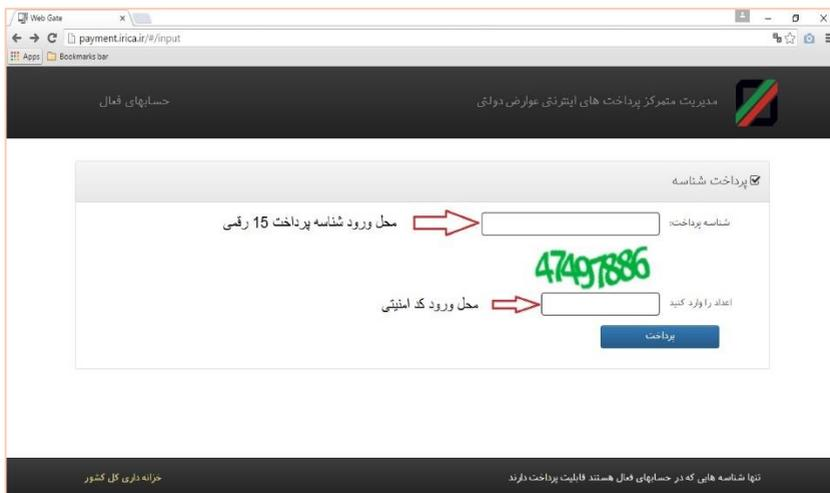 Web Gate
payment.irica.ir/#/input
Apps Bookmarks bar
مدیریت متمرکز پرداخت های اینترنتی عوارض دولتی
حسابهای فعال
پرداخت شناسه
شناسه پرداخت:
محل ورود شناسه پرداخت 15 رقمی
47497886
اعداد را وارد کنید
محل ورود کد امنیتی
پرداخت
تنها شناسه هایی که در حسابهای فعال هستند قابلیت پرداخت دارند
خزانه داری کل کشور